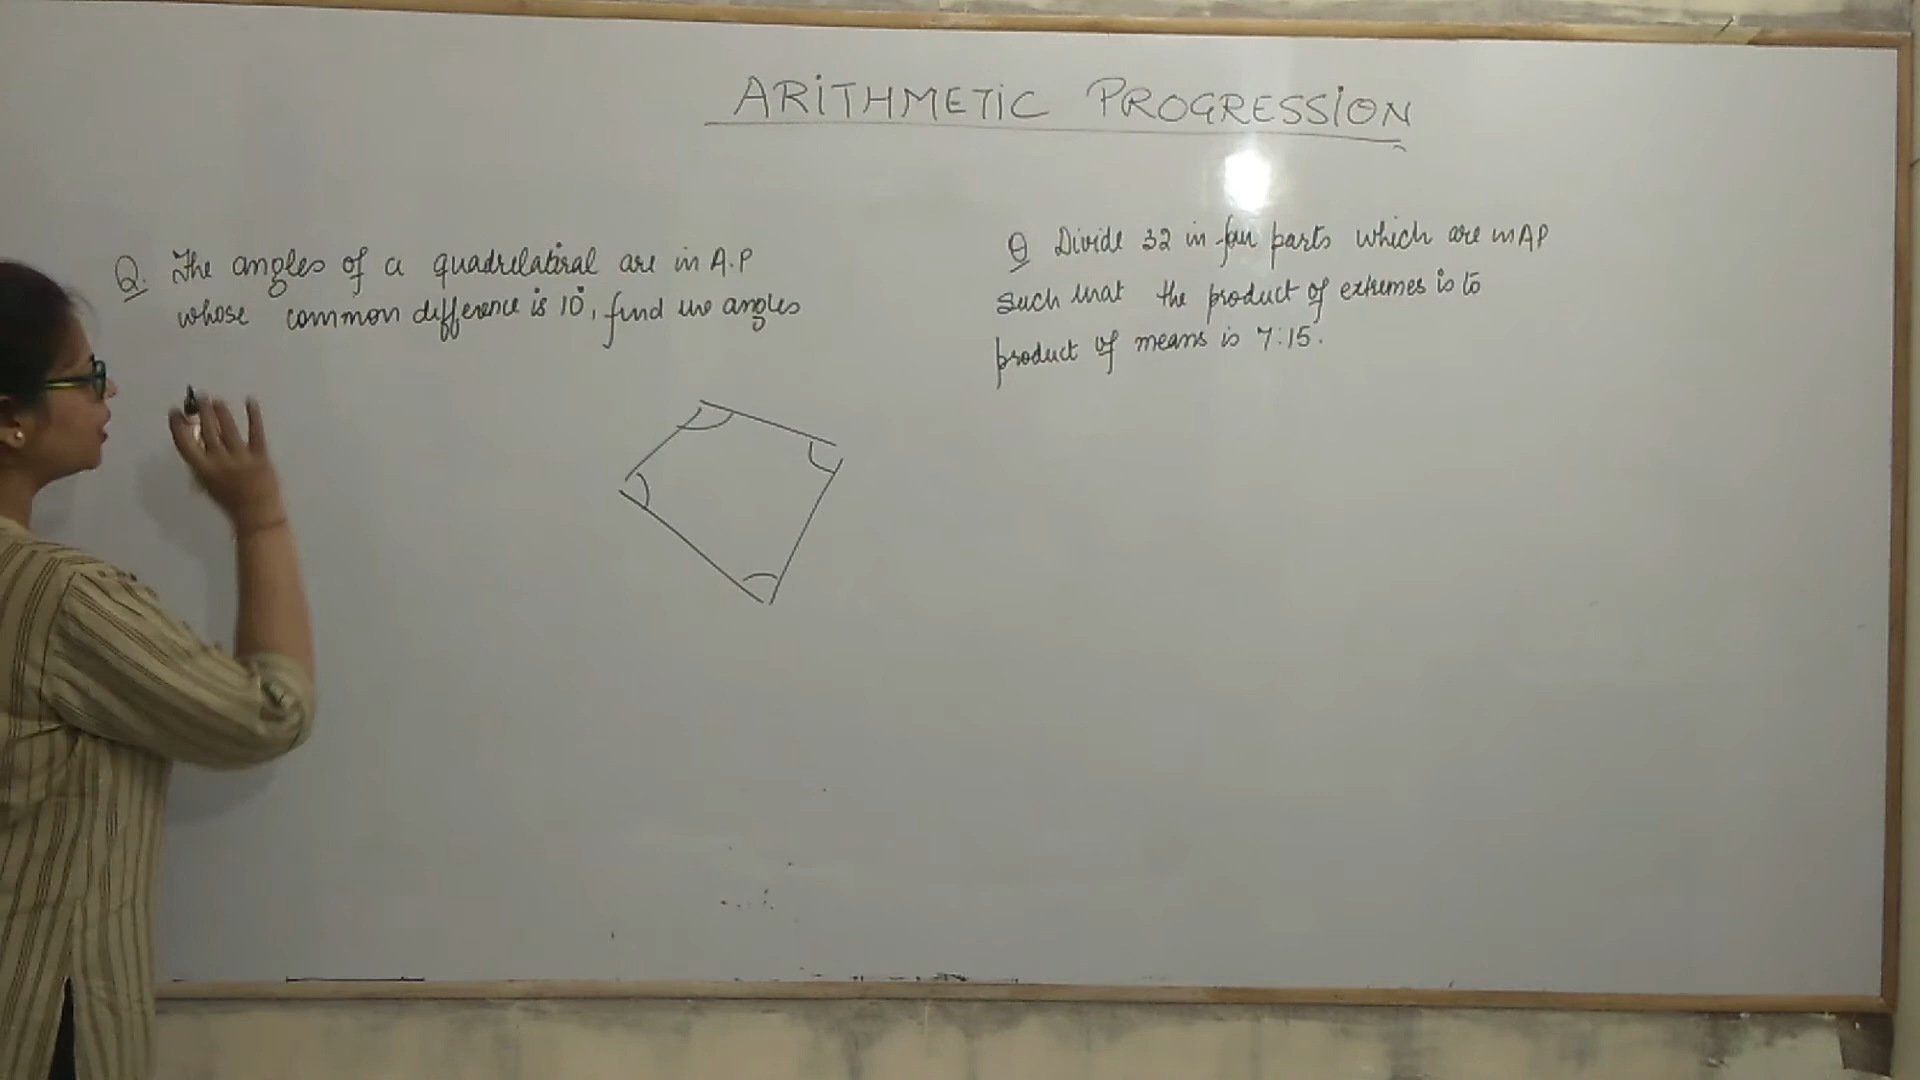 ARiTHMETiC PROGRESSiON
Q. The angles of a quadrilateral are in A.P
whose common difference is 10°, find the angles
Q Divide 32 in four parts which are in AP
such that the product of extremes is to
product of means is 7:15.